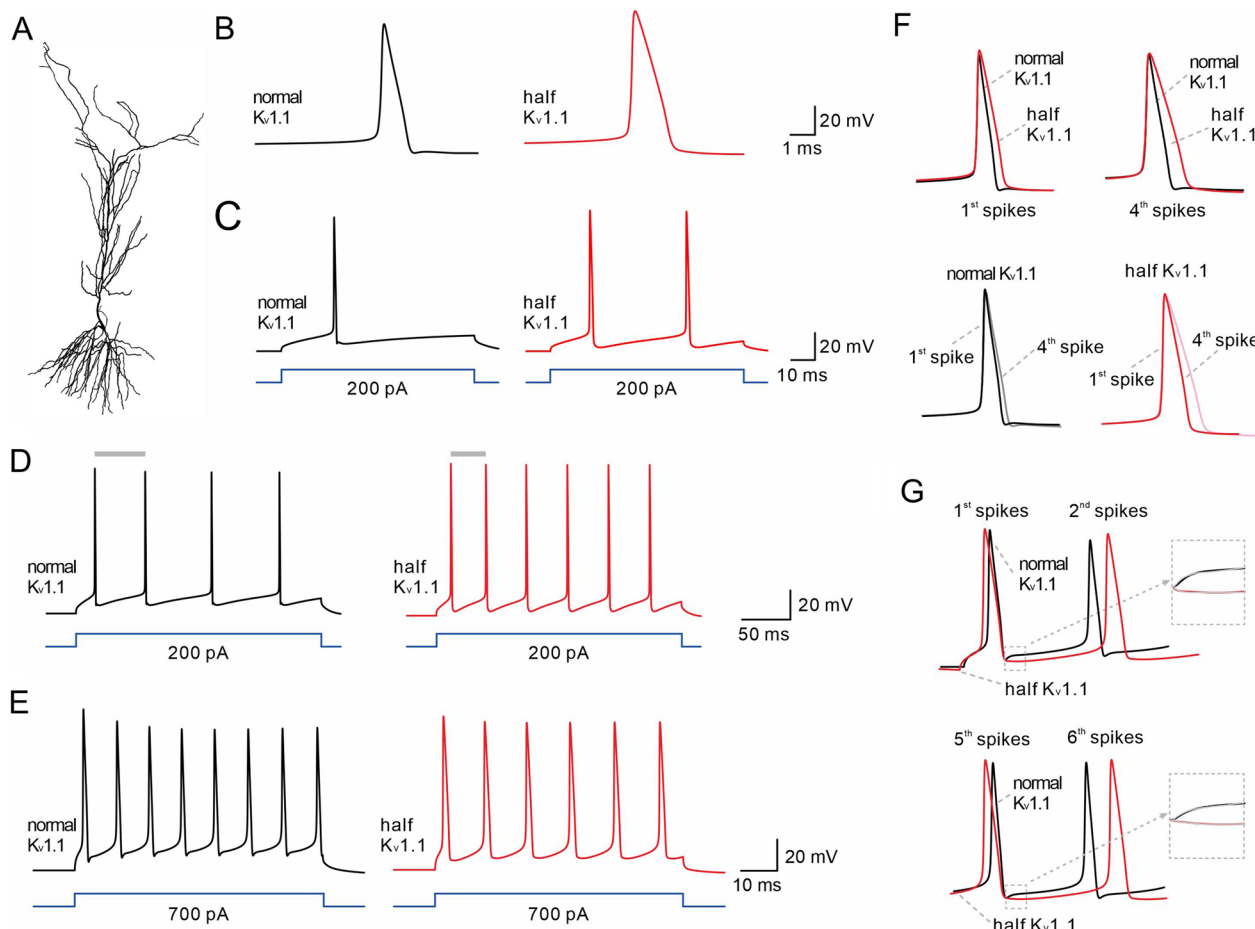 A
B
normal
Kv1.1
half
Kv1.1
20 mV
1 ms
C
normal
Kv1.1
half
Kv1.1
20 mV
10 ms
200 pA
200 pA
D
normal
Kv1.1
half
Kv1.1
20 mV
50 ms
200 pA
200 pA
E
normal
Kv1.1
half
Kv1.1
20 mV
10 ms
700 pA
700 pA
F
normal
Kv1.1
half
Kv1.1
normal
Kv1.1
half
Kv1.1
1st spikes
4th spikes
normal Kv1.1
half Kv1.1
1st spike
4th spike
1st spike
4th spike
G
1st spikes
2nd spikes
normal
Kv1.1
half Kv1.1
5th spikes
6th spikes
normal
Kv1.1
half Kv1.1